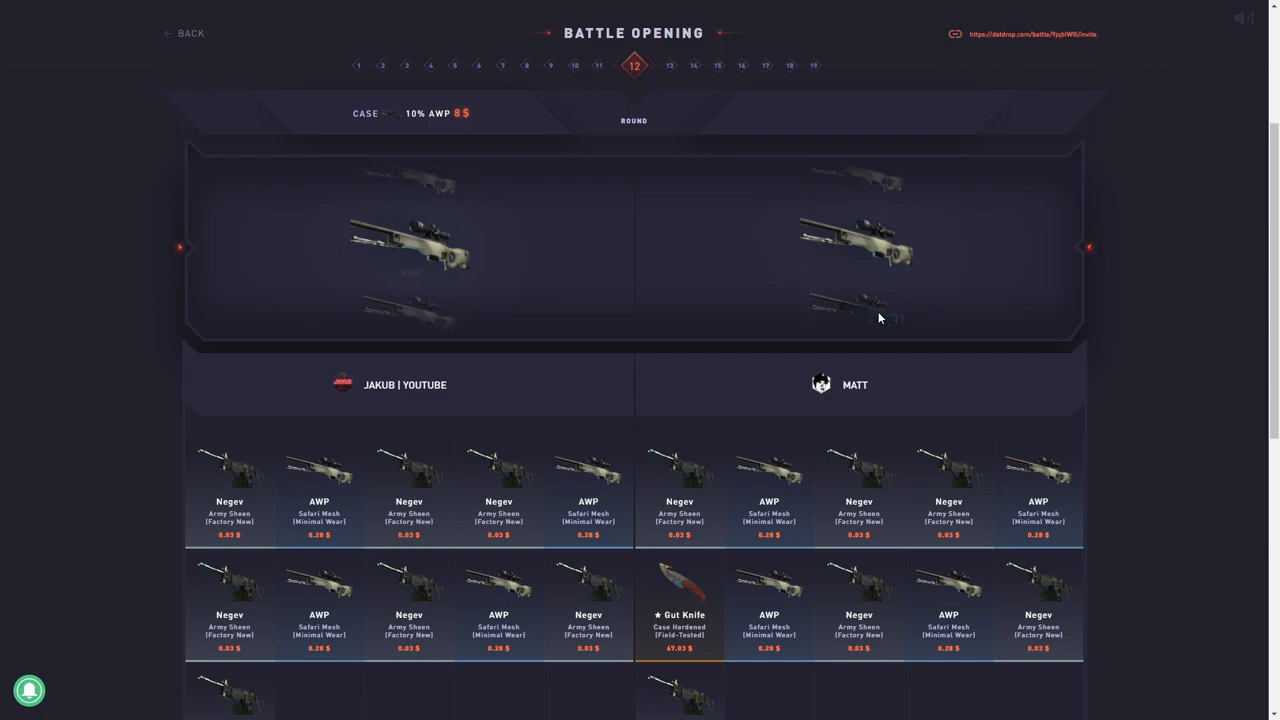 BACK
BATTLE OPENING
https://datdrop.com/battle/9jqbIWGi/invite
1 2 3 4 5 6 7 8 9 10 11 12 13 14 15 16 17 18 19
CASE 10% AWP 8 $
ROUND
JAKUB | YOUTUBE
MATT
Negev AWP Negev Negev AWP Negev AWP Negev Negev AWP
Army Sheen Safari Mesh Army Sheen Army Sheen Safari Mesh Army Sheen Safari Mesh Army Sheen Army Sheen Safari Mesh
(Factory New) (Minimal Wear) (Factory New) (Factory New) (Minimal Wear) (Factory New) (Minimal Wear) (Factory New) (Factory New) (Minimal Wear)
0.03 $ 0.28 $ 0.03 $ 0.03 $ 0.28 $ 0.03 $ 0.28 $ 0.03 $ 0.03 $ 0.28 $
Negev AWP Negev AWP Negev ★ Gut Knife AWP Negev AWP Negev
Army Sheen Safari Mesh Army Sheen Safari Mesh Army Sheen Case Hardened Safari Mesh Army Sheen Safari Mesh Army Sheen
(Factory New) (Minimal Wear) (Factory New) (Minimal Wear) (Factory New) (Field-Tested) (Minimal Wear) (Factory New) (Minimal Wear) (Factory New)
0.03 $ 0.28 $ 0.03 $ 0.28 $ 0.03 $ 67.03 $ 0.28 $ 0.03 $ 0.28 $ 0.03 $